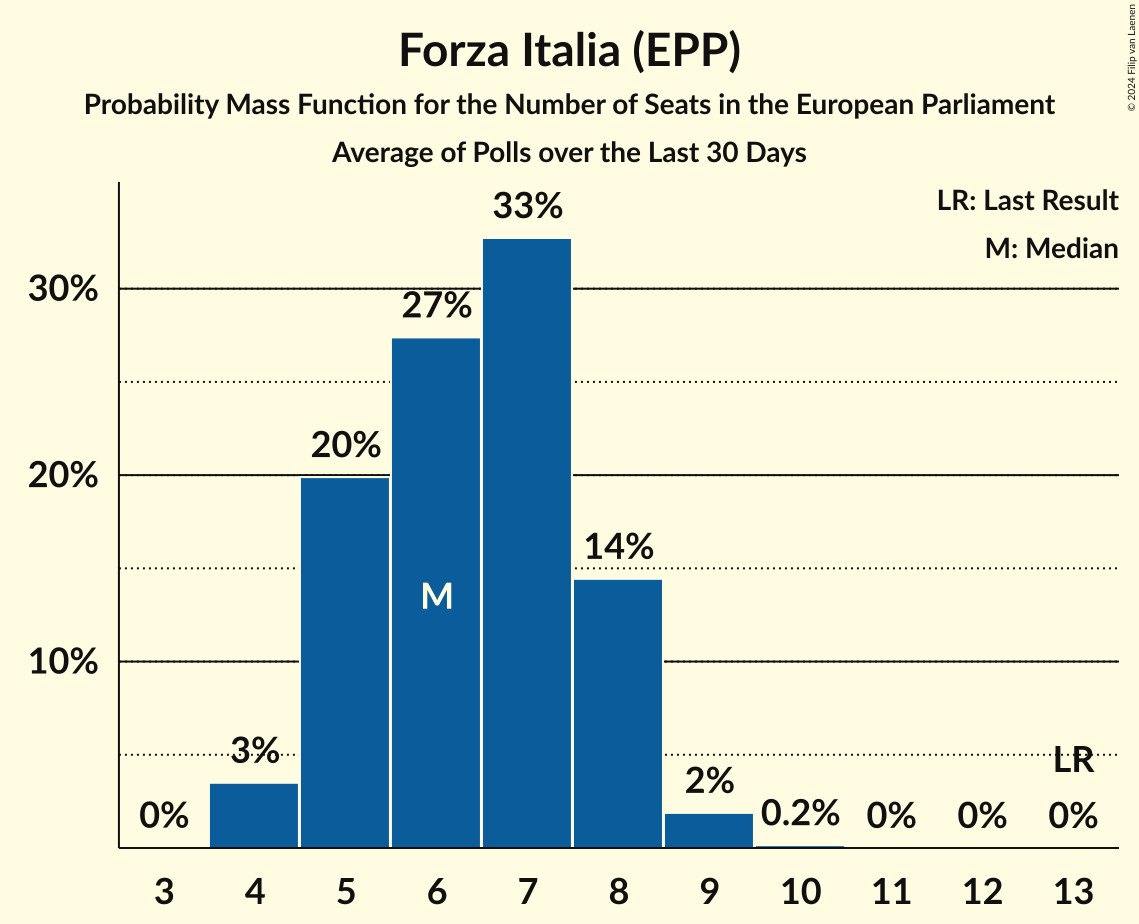 Forza Italia (EPP)
Probability Mass Function for the Number of Seats in the European Parliament
Average of Polls over the Last 30 Days
© 2024 Filip van Laenen
LR: Last Result
M: Median
33%
30%
27%
20%
20%
14%
M
10%
3%
2%
LR
0%
0.2%
0%
0%
0%
3 4 5 6 7 8 9 10 11 12 13